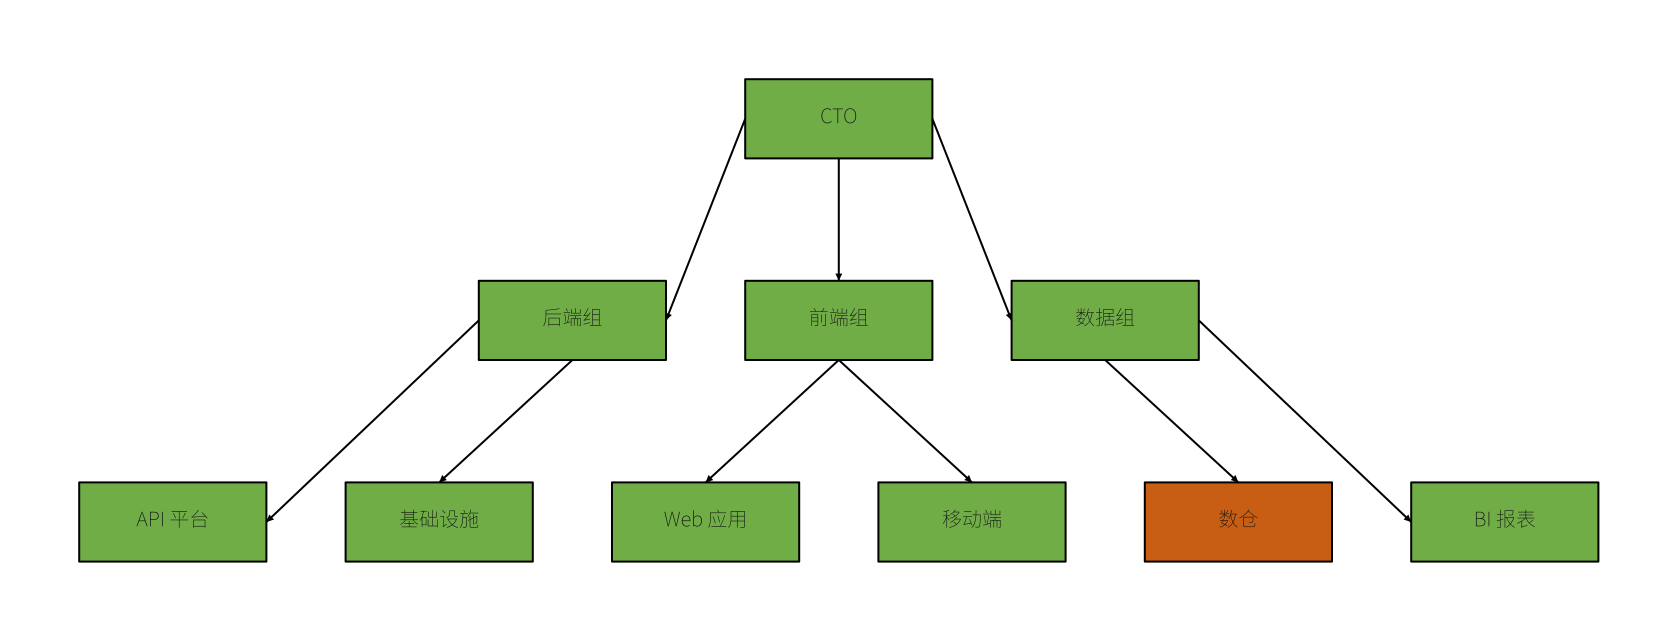 CTO
后端组
前端组
数据组
API 平台
基础设施
Web 应用
移动端
数仓
BI 报表